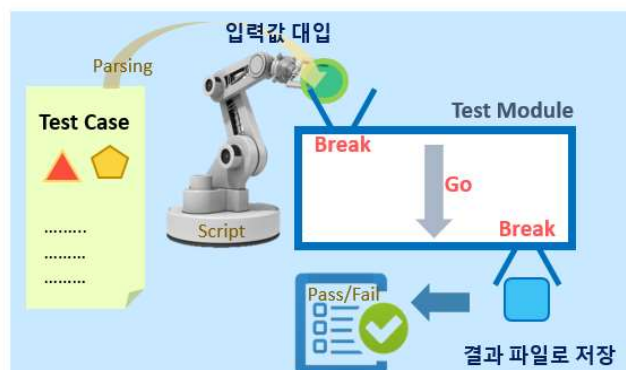 입력값 대입
Parsing
Test Case
Test Module
Break
Go
Break
Script
.........
.........
.........
Pass/Fail
결과 파일로 저장